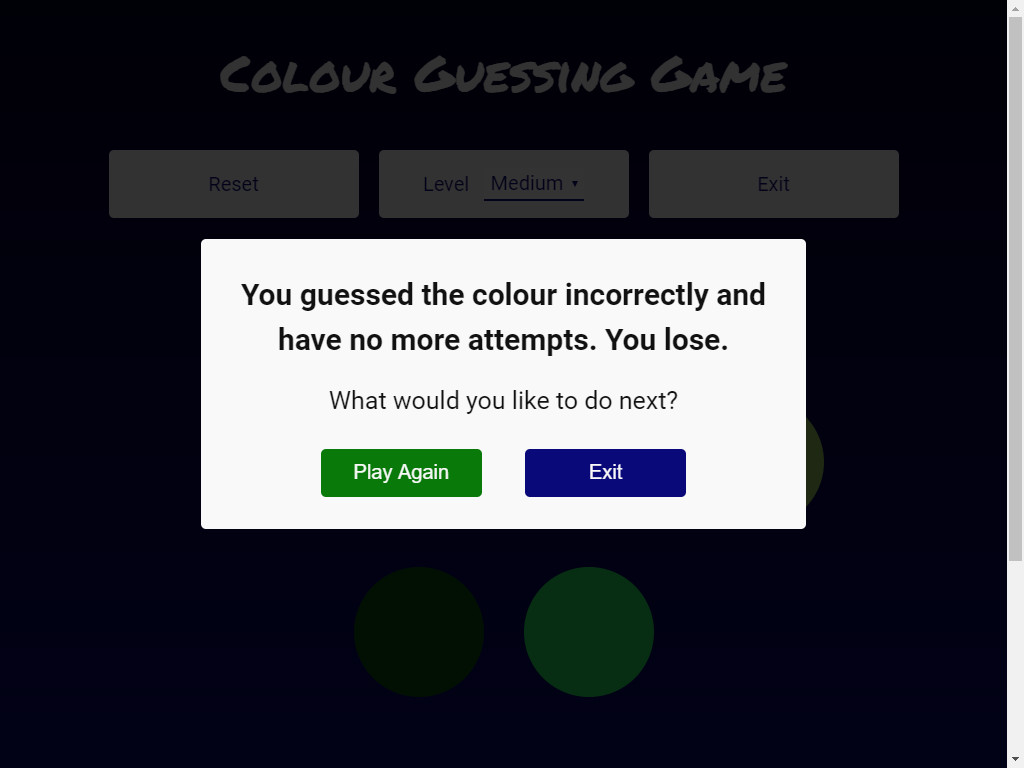 Colour Guessing Game
Reset
Level Medium
Exit
You guessed the colour incorrectly and
have no more attempts. You lose.
What would you like to do next?
Play Again
Exit